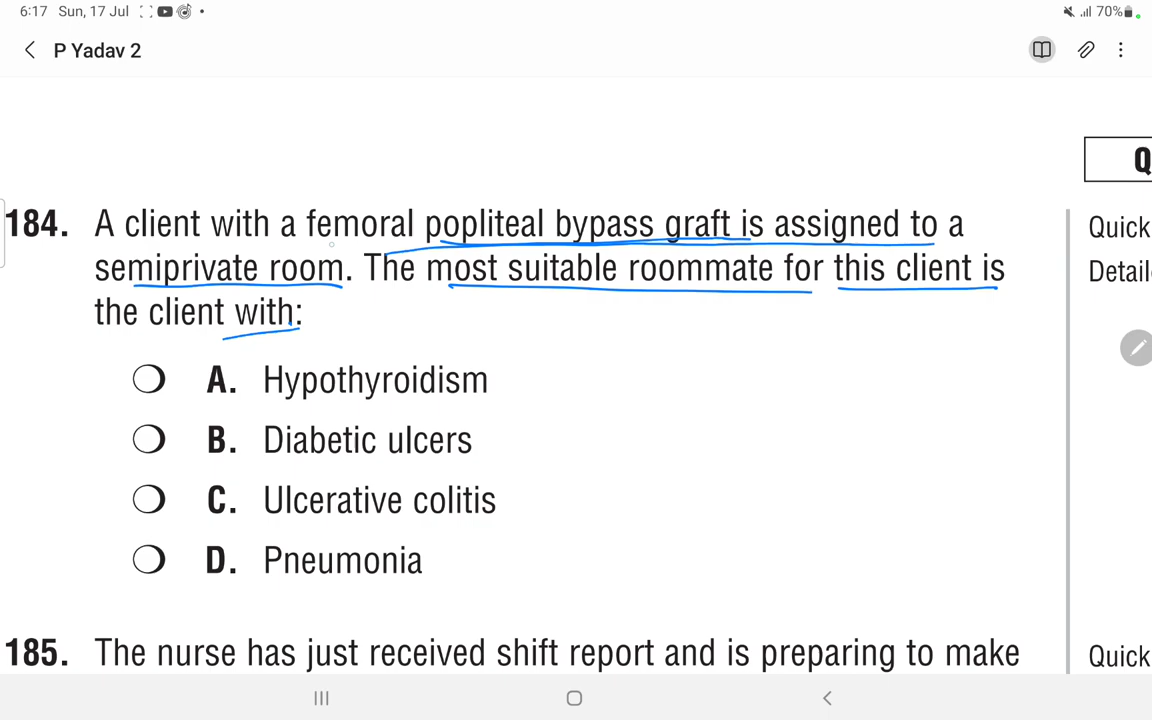 6:17 Sun, 17 Jul
70%
P Yadav 2
Q
184. A client with a femoral popliteal bypass graft is assigned to a
Quick
semiprivate room. The most suitable roommate for this client is
Detail
the client with:
A. Hypothyroidism
B. Diabetic ulcers
C. Ulcerative colitis
D. Pneumonia
185. The nurse has just received shift report and is preparing to make
Quick